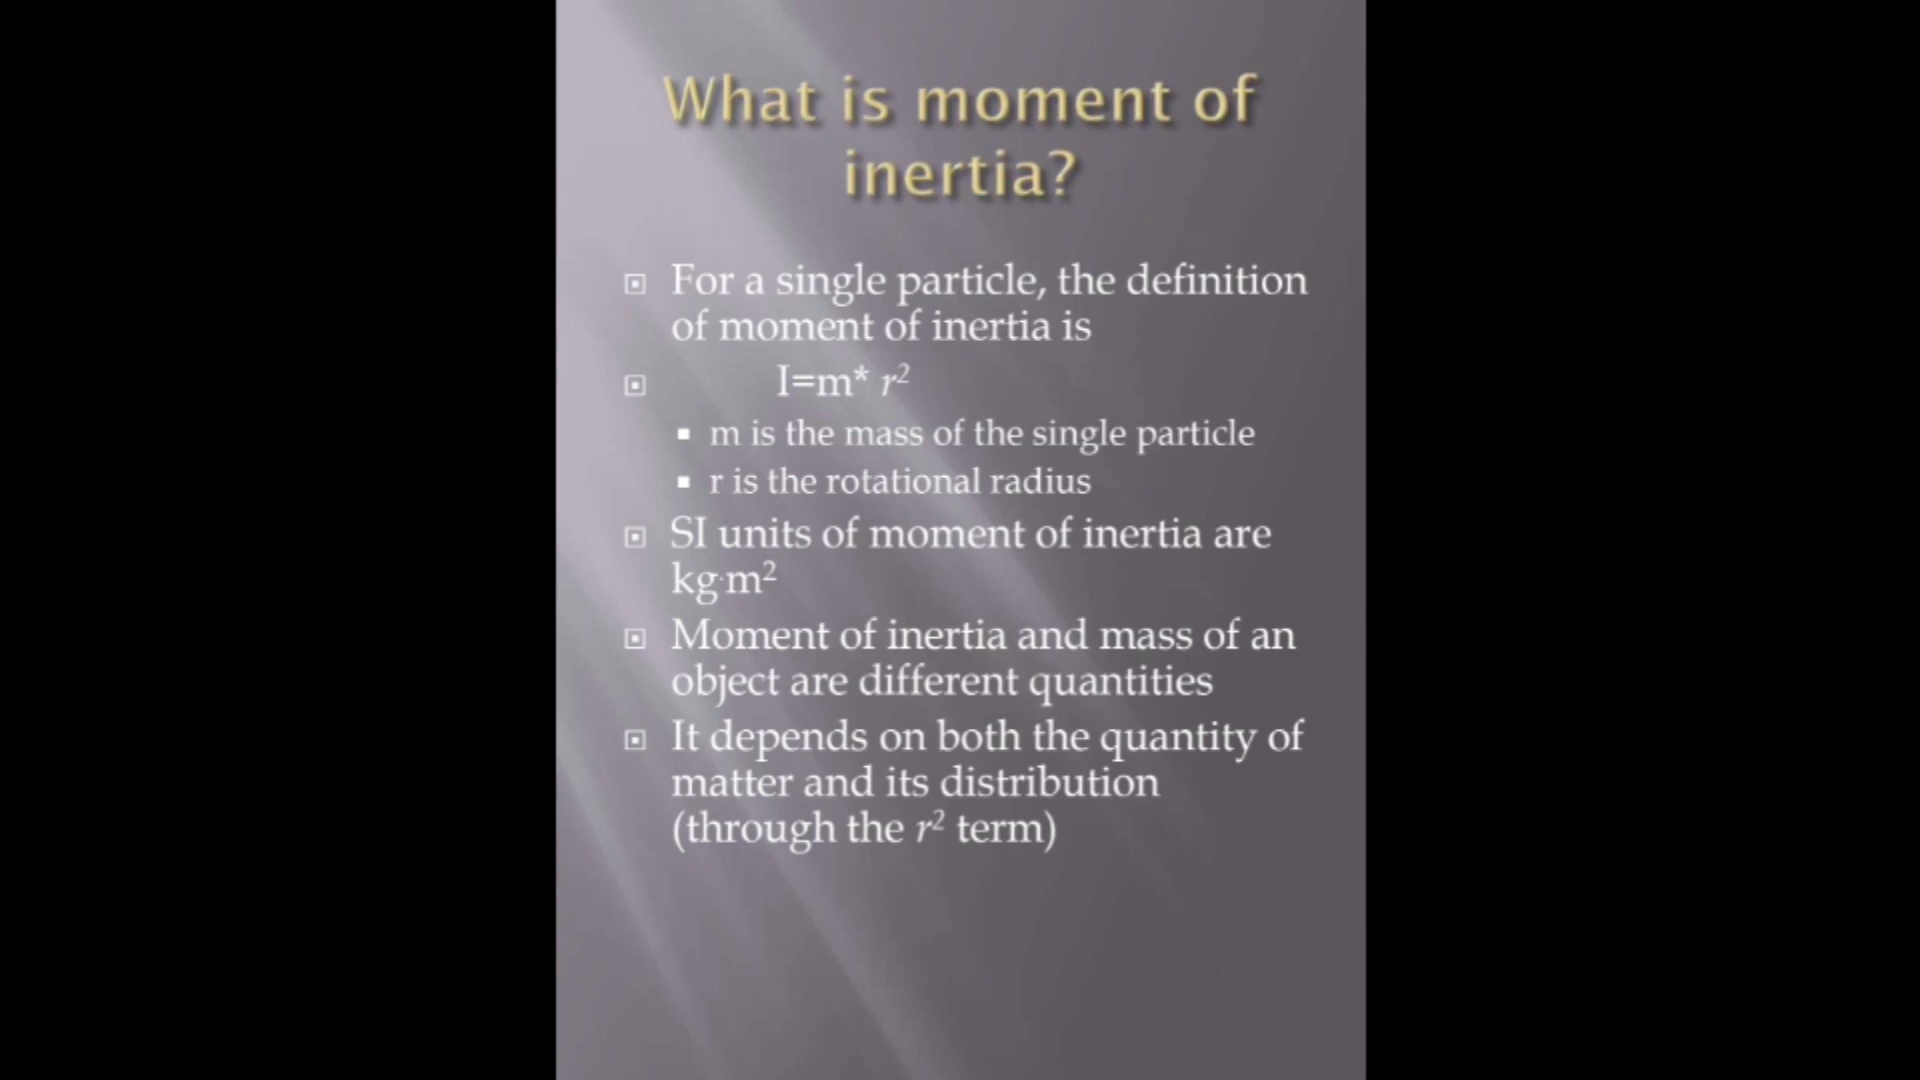 What is moment of
inertia?
For a single particle, the definition
of moment of inertia is
I=m* r²
m is the mass of the single particle
r is the rotational radius
SI units of moment of inertia are
kg·m²
Moment of inertia and mass of an
object are different quantities
It depends on both the quantity of
matter and its distribution
(through the r² term)